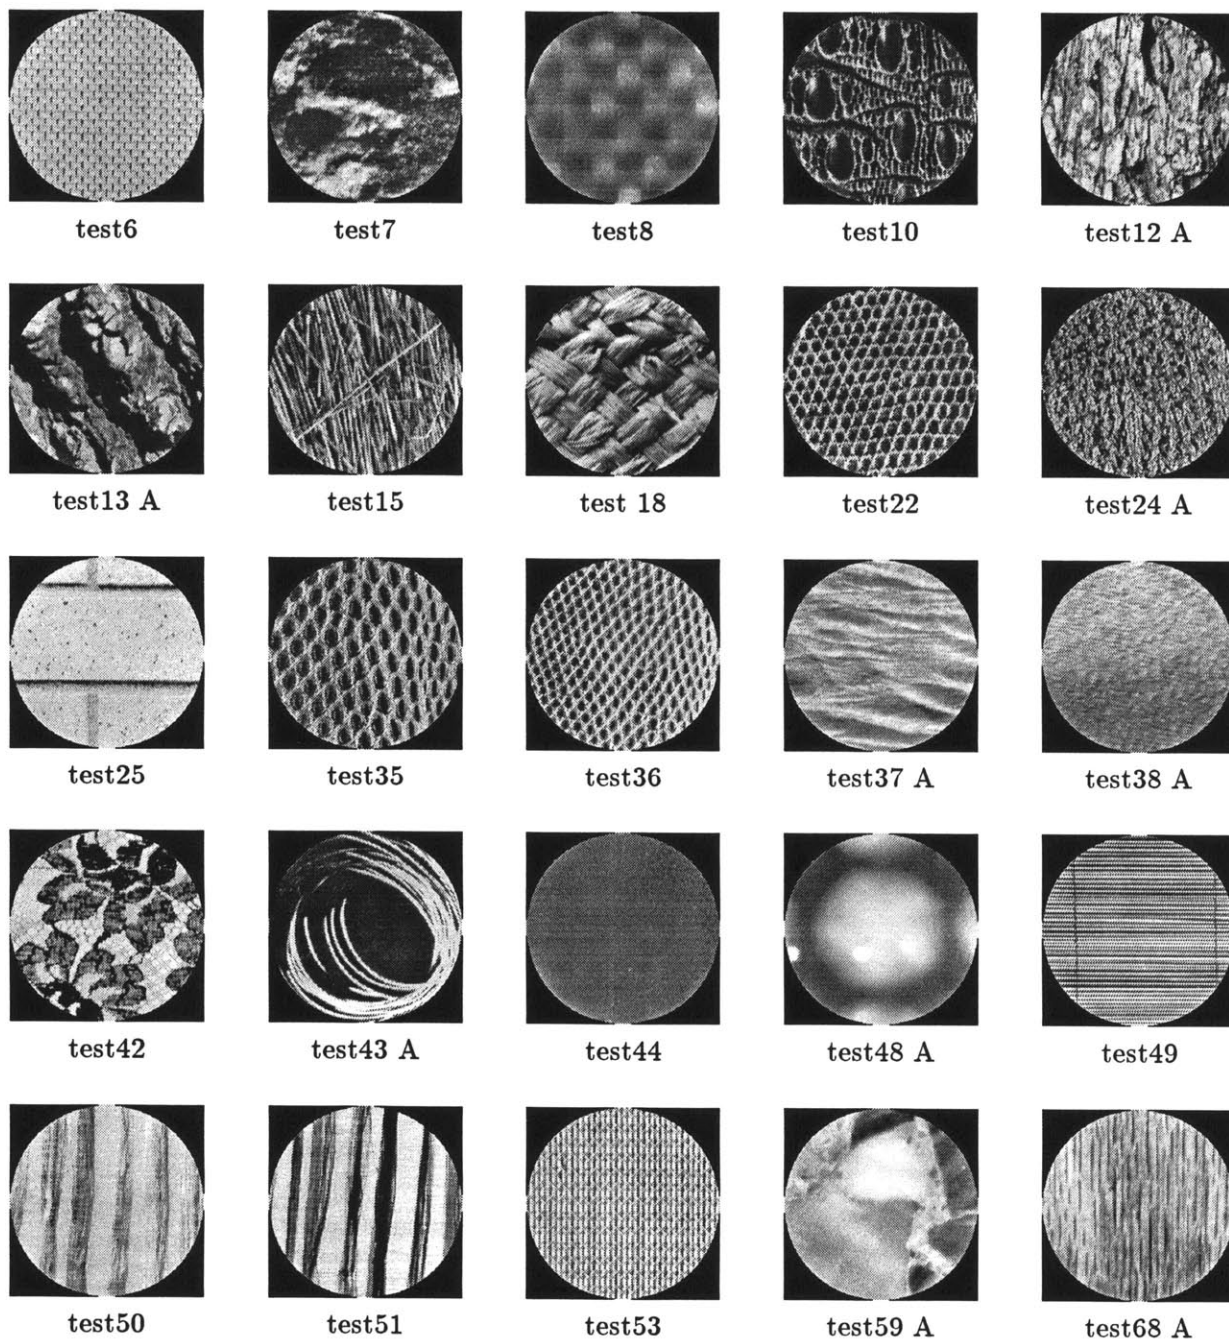 test6 test7 test8 test10 test12 A
test13 A test15 test 18 test22 test24 A
test25 test35 test36 test37 A test38 A
test42 test43 A test44 test48 A test49
test50 test51 test53 test59 A test68 A